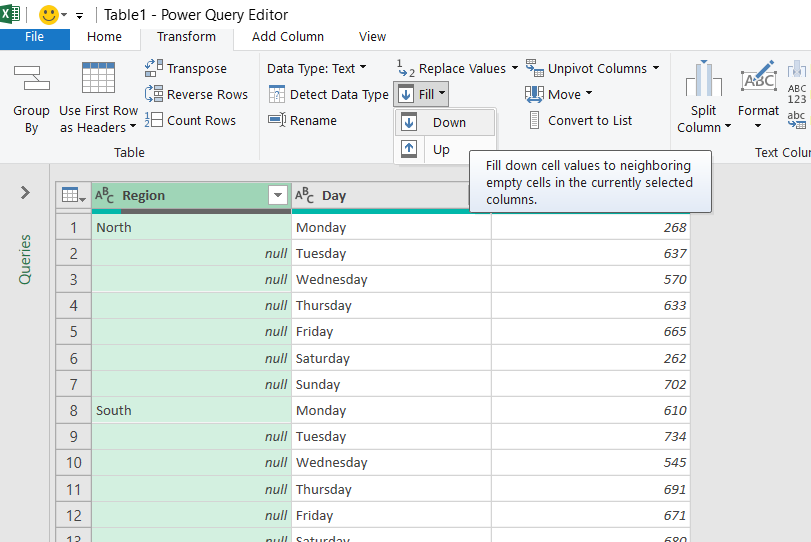 Table1 - Power Query Editor
File Home Transform Add Column View
Group By
Use First Row as Headers
Transpose
Reverse Rows
Count Rows
Table
Data Type: Text
Detect Data Type
Rename
1 2 Replace Values
Fill
Down
Up
Unpivot Columns
Move
Convert to List
Split Column
ABC
Format
ABC
123
abc
Text Colu
Fill down cell values to neighboring
empty cells in the currently selected
columns.
Queries
ABC Region ABC Day
1 North Monday 268
2 null Tuesday 637
3 null Wednesday 570
4 null Thursday 633
5 null Friday 665
6 null Saturday 262
7 null Sunday 702
8 South Monday 610
9 null Tuesday 734
10 null Wednesday 545
11 null Thursday 691
12 null Friday 671
13 null Saturday 680